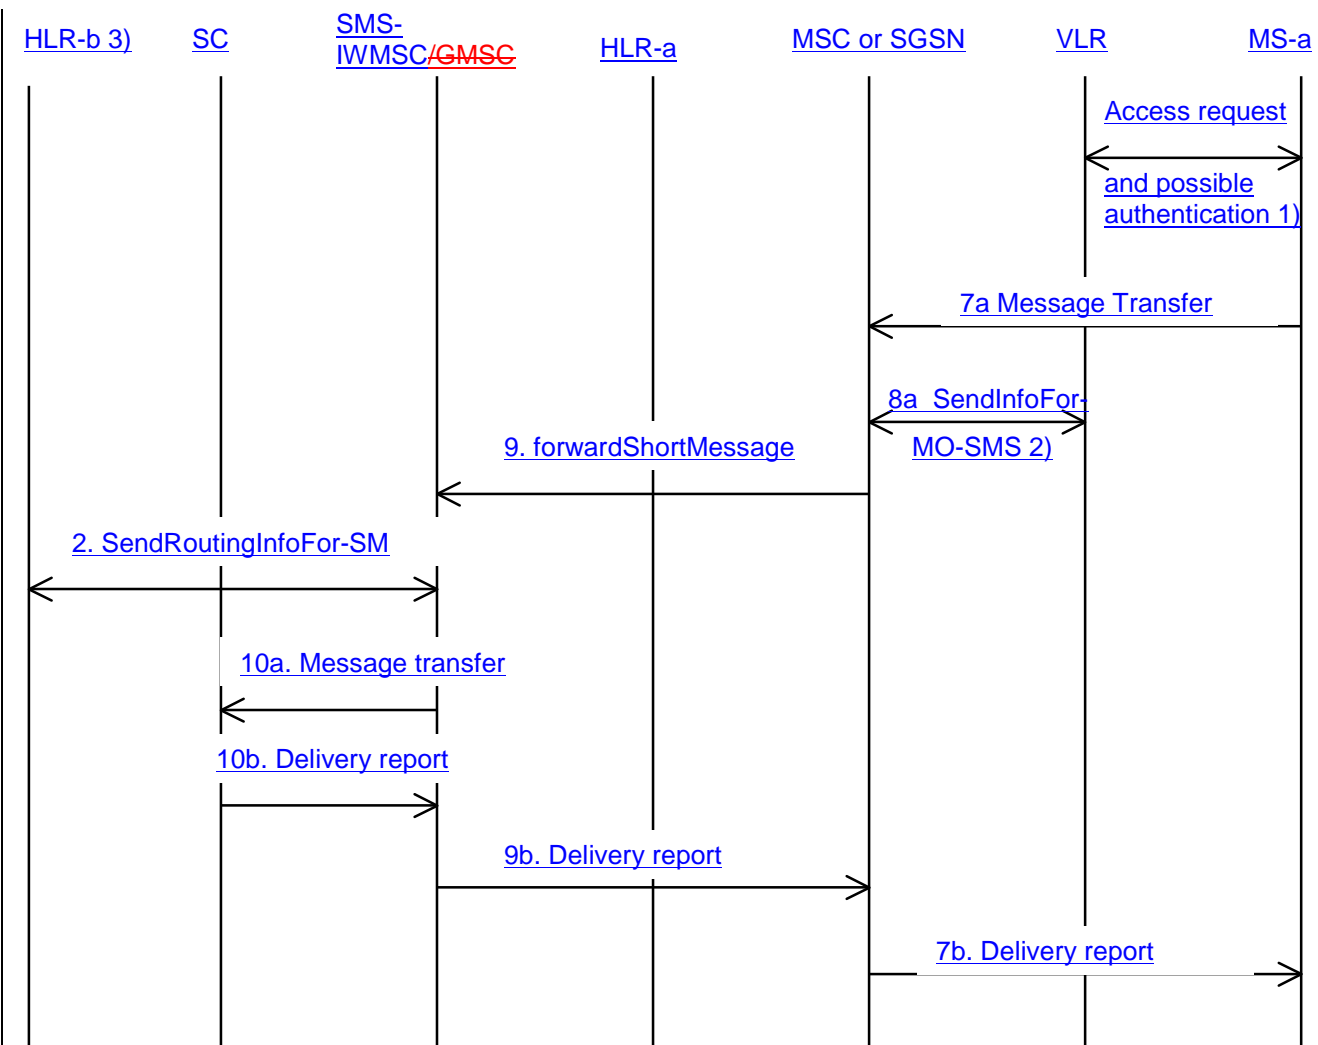 HLR-b 3)
SC
SMS-
IWMSC/GMSC
HLR-a
MSC or SGSN
VLR
MS-a
Access request
and possible
authentication 1)
7a Message Transfer
8a  SendInfoFor-
MO-SMS 2)
9. forwardShortMessage
2. SendRoutingInfoFor-SM
10a. Message transfer
10b. Delivery report
9b. Delivery report
7b. Delivery report